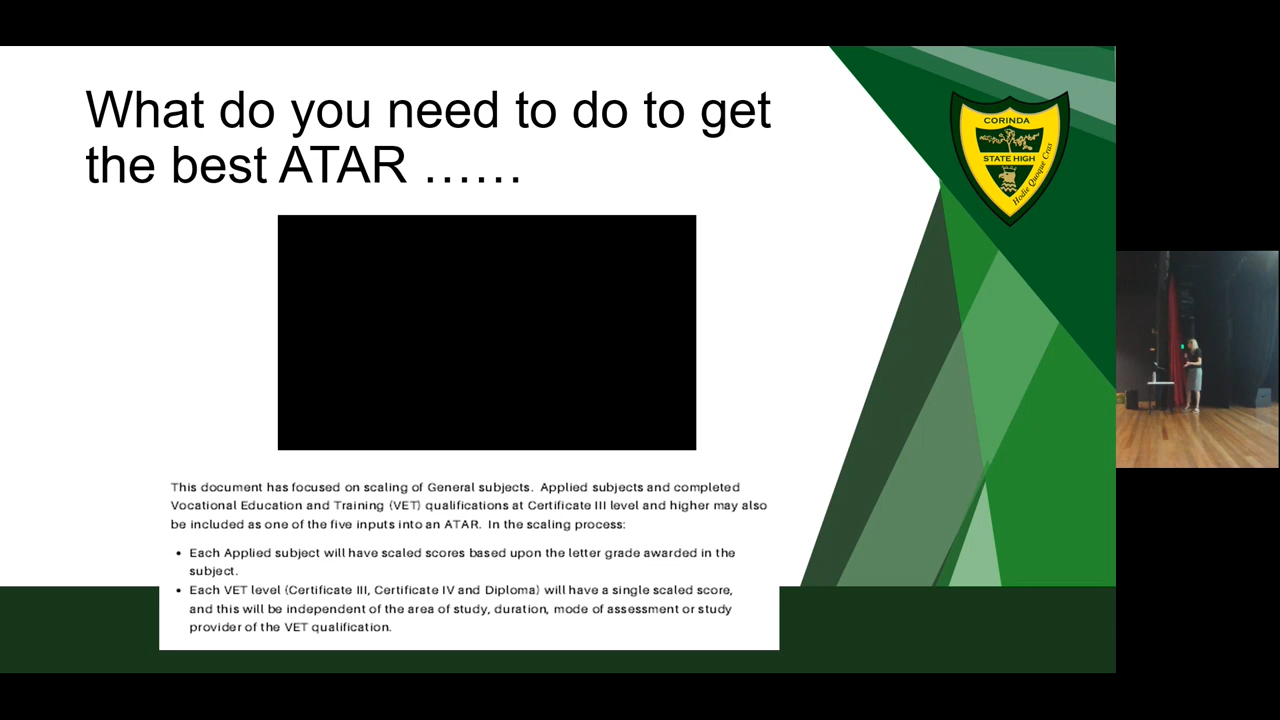 What do you need to do to get
the best ATAR ......
CORINDA
STATE HIGH
Hodie Quoque Cras
This document has focused on scaling of General subjects. Applied subjects and completed
Vocational Education and Training (VET) qualifications at Certificate III level and higher may also
be included as one of the five inputs into an ATAR. In the scaling process:
• Each Applied subject will have scaled scores based upon the letter grade awarded in the
subject.
• Each VET level (Certificate III, Certificate IV and Diploma) will have a single scaled score,
and this will be independent of the area of study, duration, mode of assessment or study
provider of the VET qualification.